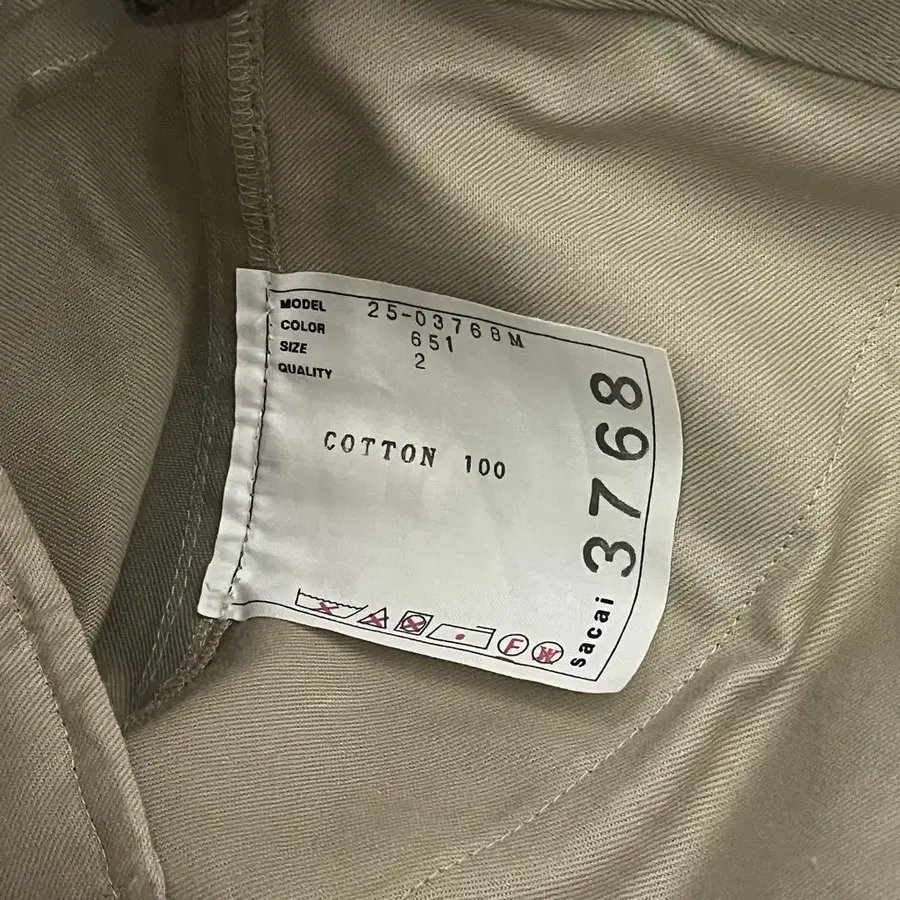 MODEL 25-03768M
COLOR 651
SIZE 2
QUALITY
COTTON 100
sacai 3768
F W